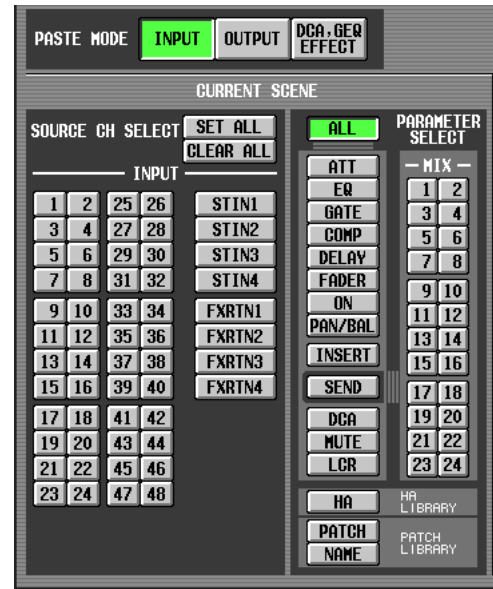 PASTE MODE INPUT OUTPUT DCA,GEQ EFFECT
CURRENT SCENE
SOURCE CH SELECT SET ALL
CLEAR ALL
INPUT
1 2 25 26 STIN1
3 4 27 28 STIN2
5 6 29 30 STIN3
7 8 31 32 STIN4
9 10 33 34 FXRTN1
11 12 35 36 FXRTN2
13 14 37 38 FXRTN3
15 16 39 40 FXRTN4
17 18 41 42
19 20 43 44
21 22 45 46
23 24 47 48
ALL
ATT
EQ
GATE
COMP
DELAY
FADER
ON
PAN/BAL
INSERT
SEND
DCA
MUTE
LCR
HA
HA LIBRARY
PATCH
NAME
PATCH LIBRARY
PARAMETER
SELECT
MIX
1 2
3 4
5 6
7 8
9 10
11 12
13 14
15 16
17 18
19 20
21 22
23 24